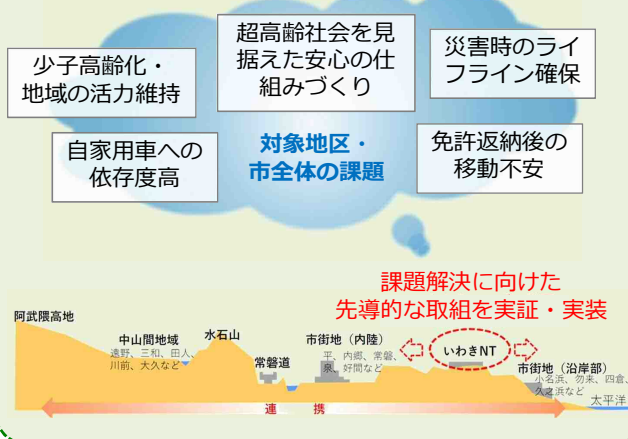 少子高齢化・
地域の活力維持
超高齢社会を見
据えた安心の仕
組みづくり
災害時のライ
フライン確保
自家用車への
依存度高
対象地区・
市全体の課題
免許返納後の
移動不安
課題解決に向けた
先導的な取組を実証・実装
阿武隈高地
中山間地域
遠野、三和、田人、
川前、大久など
水石山
常磐道
市街地（内陸）
平、内郷、常磐、
泉、好間など
いわきNT
市街地（沿岸部）
小名浜、勿来、四倉、
久之浜など
太平洋
連携